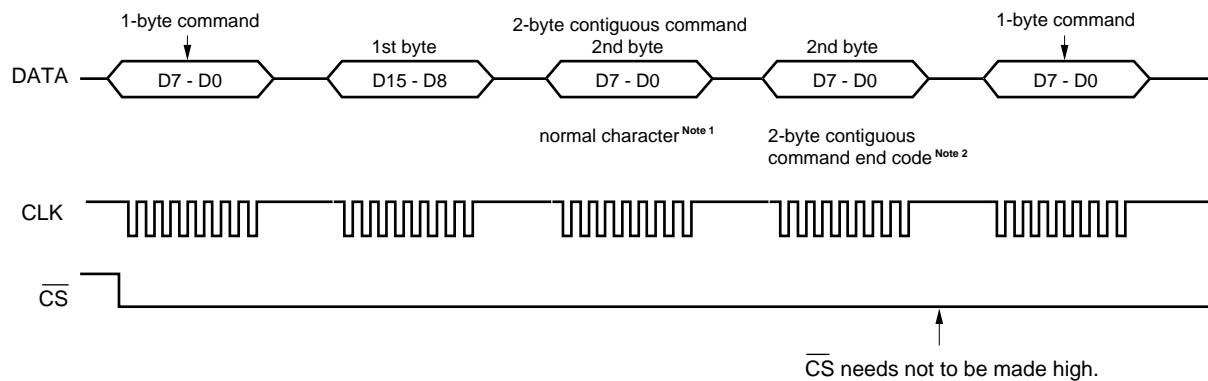 1-byte command
2-byte contiguous command
1-byte command
1st byte
2nd byte
2nd byte
DATA
D7 - D0
D15 - D8
D7 - D0
D7 - D0
D7 - D0
normal character Note 1
2-byte contiguous
command end code Note 2
CLK
CS
CS needs not to be made high.